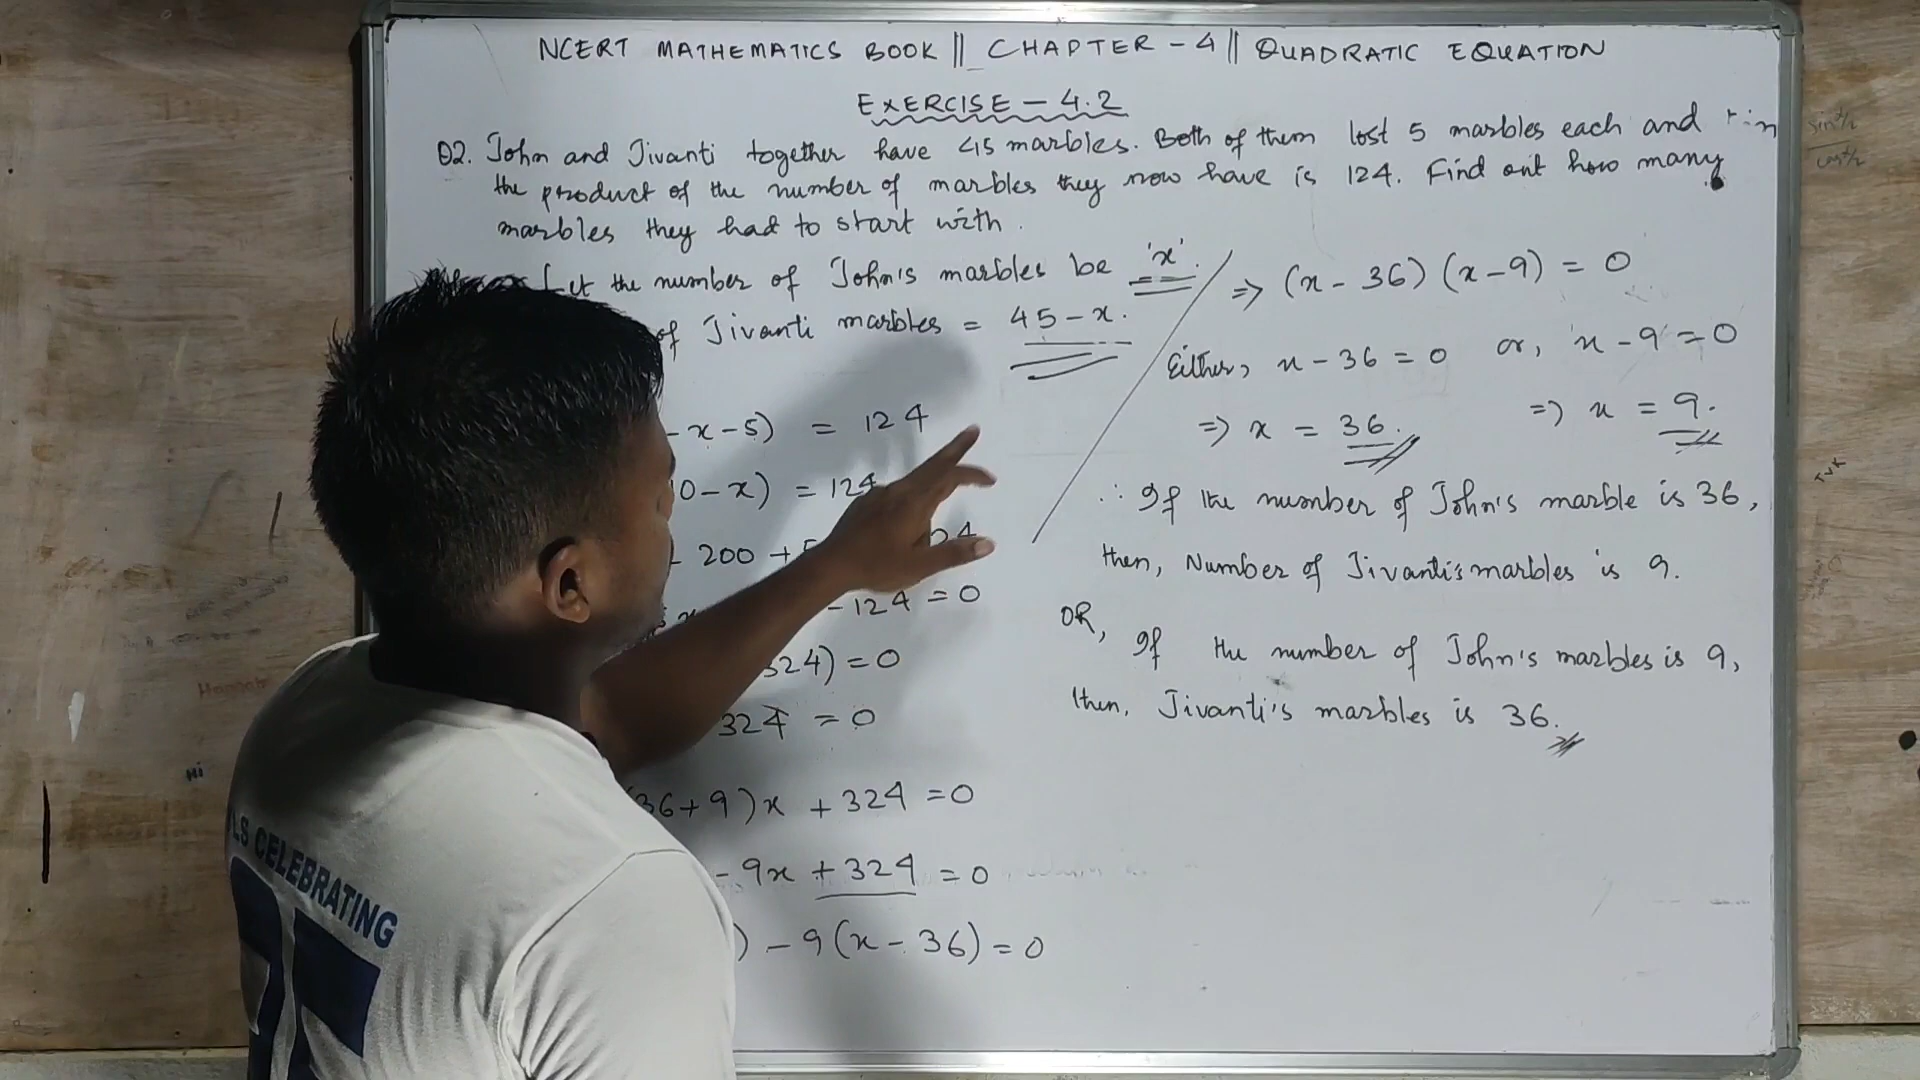 NCERT MATHEMATICS BOOK || CHAPTER - 4 || QUADRATIC EQUATION
EXERCISE - 4.2
Q2. John and Jivanti together have 45 marbles. Both of them lost 5 marbles each and
the product of the number of marbles they now have is 124. Find out how many
marbles they had to start with.
Let the number of John's marbles be 'x'.
of Jivanti marbles = 45 - x.
- x - 5) = 124
0 - x) = 124
200 +
- 124 = 0
324) = 0
324 = 0
36 + 9)x + 324 = 0
- 9x + 324 = 0
) - 9(x - 36) = 0
=> (x - 36) (x - 9) = 0
Either, x - 36 = 0 or, x - 9 = 0
=> x = 36. => x = 9.
∴ If the number of John's marble is 36,
then, Number of Jivanti's marbles is 9.
OR, If the number of John's marbles is 9,
then, Jivanti's marbles is 36.
LS CELEBRATING
Hi